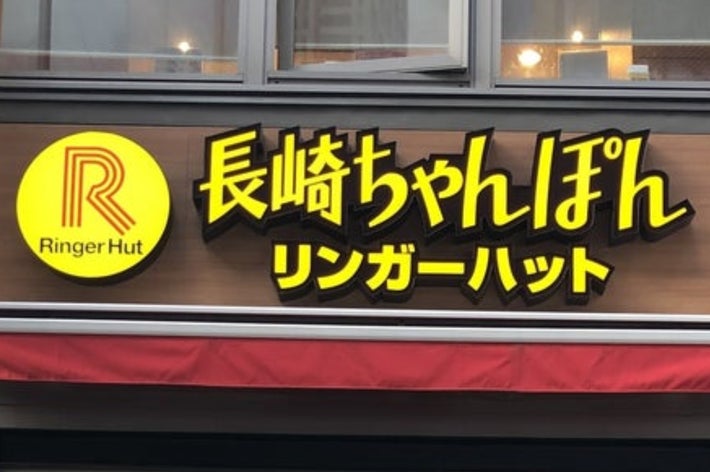 R
Ringer Hut
長崎ちゃんぽん
リンガーハット